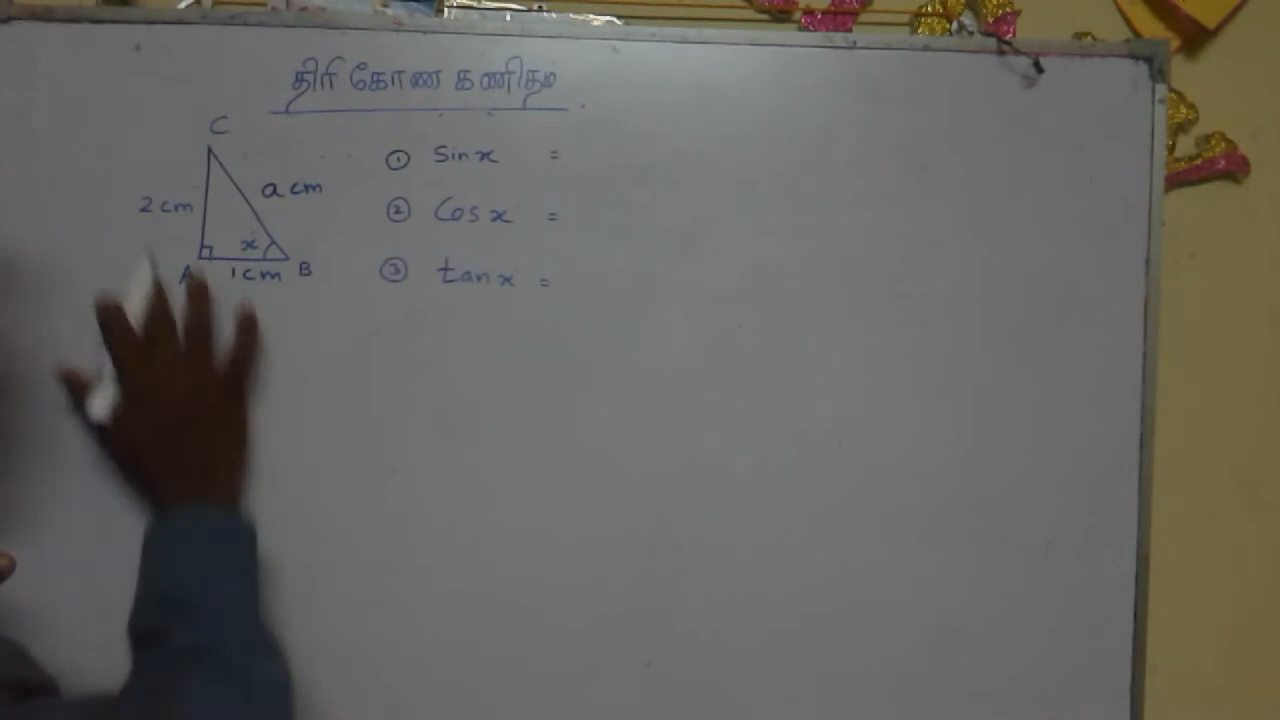 திரி கோண கணிதம்
C
2 cm
a cm
x
A
1 cm
B
① Sin x =
② Cos x =
③ tan x =